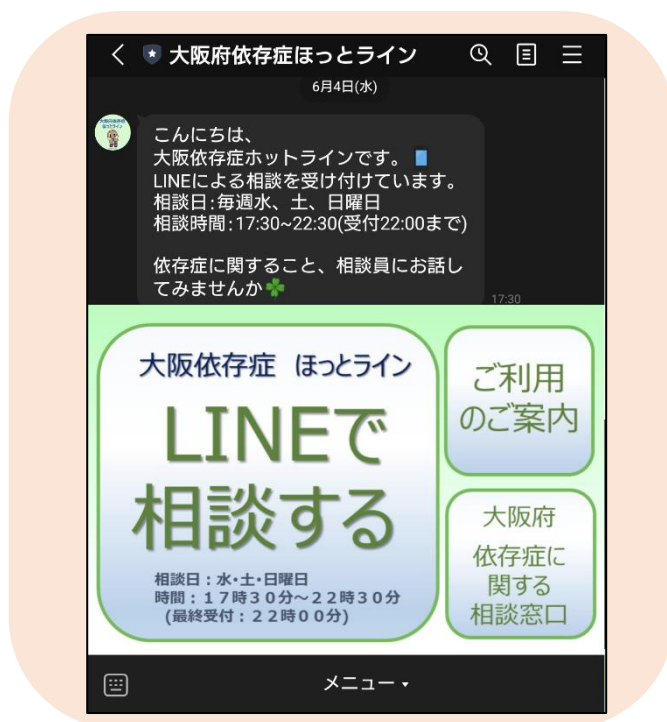 大阪府依存症ほっとライン
6月4日(水)
こんにちは、
大阪依存症ホットラインです。
LINEによる相談を受け付けています。
相談日:毎週水、土、日曜日
相談時間:17:30~22:30(受付22:00まで)
依存症に関すること、相談員にお話し
てみませんか🍀
17:30
大阪依存症 ほっとライン
LINEで
相談する
相談日：水・土・日曜日
時間：１７時３０分～２２時３０分
(最終受付：２２時００分)
ご利用
のご案内
大阪府
依存症に
関する
相談窓口
メニュー